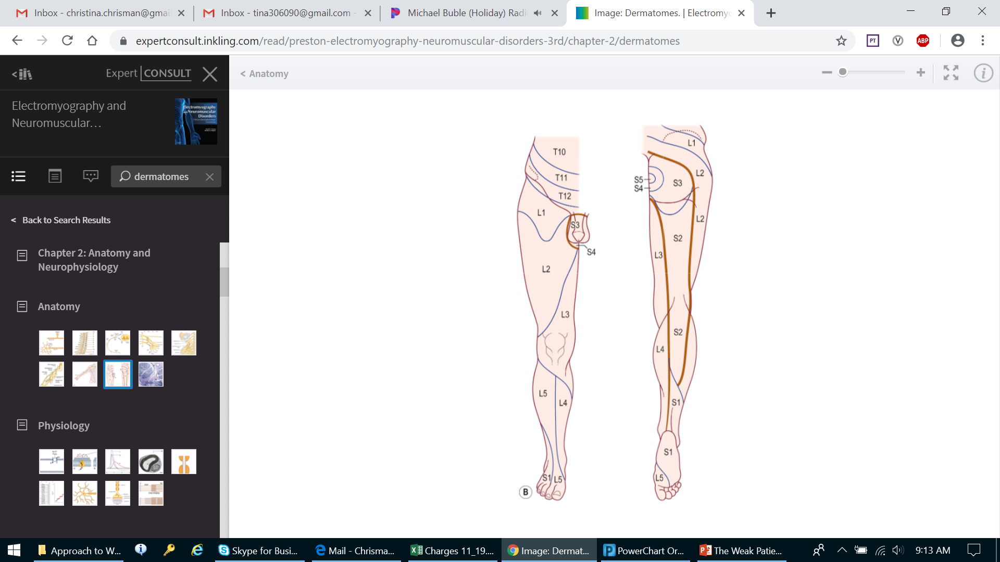 Inbox - christina.chrisman@gmai
Inbox - tina306090@gmail.com -
Michael Buble (Holiday) Radi
Image: Dermatomes. | Electromyo
expertconsult.inkling.com/read/preston-electromyography-neuromuscular-disorders-3rd/chapter-2/dermatomes
PT
V
ABP
Expert CONSULT
< Anatomy
Electromyography and
Neuromuscular...
Electromyography
and Neuromuscular
Disorders
dermatomes
< Back to Search Results
Chapter 2: Anatomy and
Neurophysiology
Anatomy
Physiology
T10
T11
T12
L1
S3
S4
L2
L3
L5
L4
S1
L5
B
L1
L2
S5
S4
S3
L2
S2
L3
S2
L4
S1
S1
L5
Approach to W...
Skype for Busi...
Mail - Chrisma...
Charges 11_19....
Image: Dermat...
PowerChart Or...
The Weak Patie...
9:13 AM